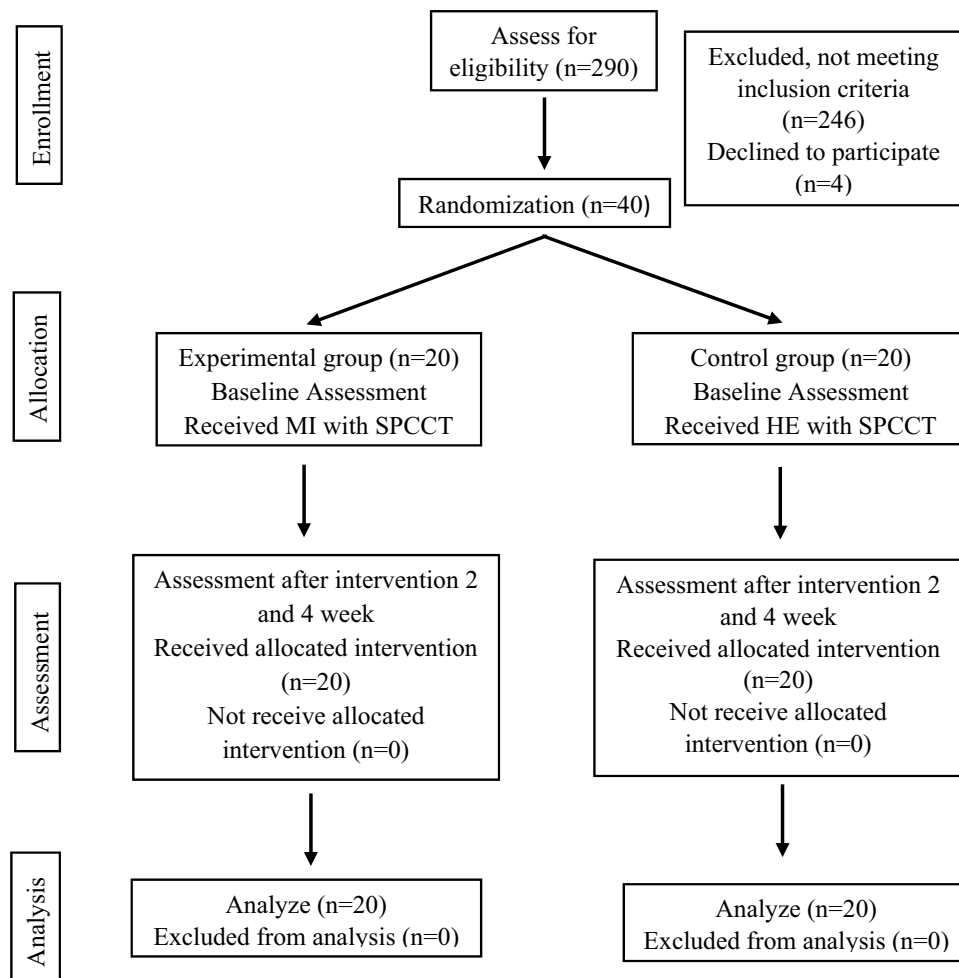 Enrollment
Assess for
eligibility (n=290)
Excluded, not meeting
inclusion criteria
(n=246)
Declined to participate
(n=4)
Randomization (n=40)
Allocation
Experimental group (n=20)
Baseline Assessment
Received MI with SPCCT
Control group (n=20)
Baseline Assessment
Received HE with SPCCT
Assessment
Assessment after intervention 2
and 4 week
Received allocated intervention
(n=20)
Not receive allocated
intervention (n=0)
Assessment after intervention 2
and 4 week
Received allocated intervention
(n=20)
Not receive allocated
intervention (n=0)
Analysis
Analyze (n=20)
Excluded from analysis (n=0)
Analyze (n=20)
Excluded from analysis (n=0)